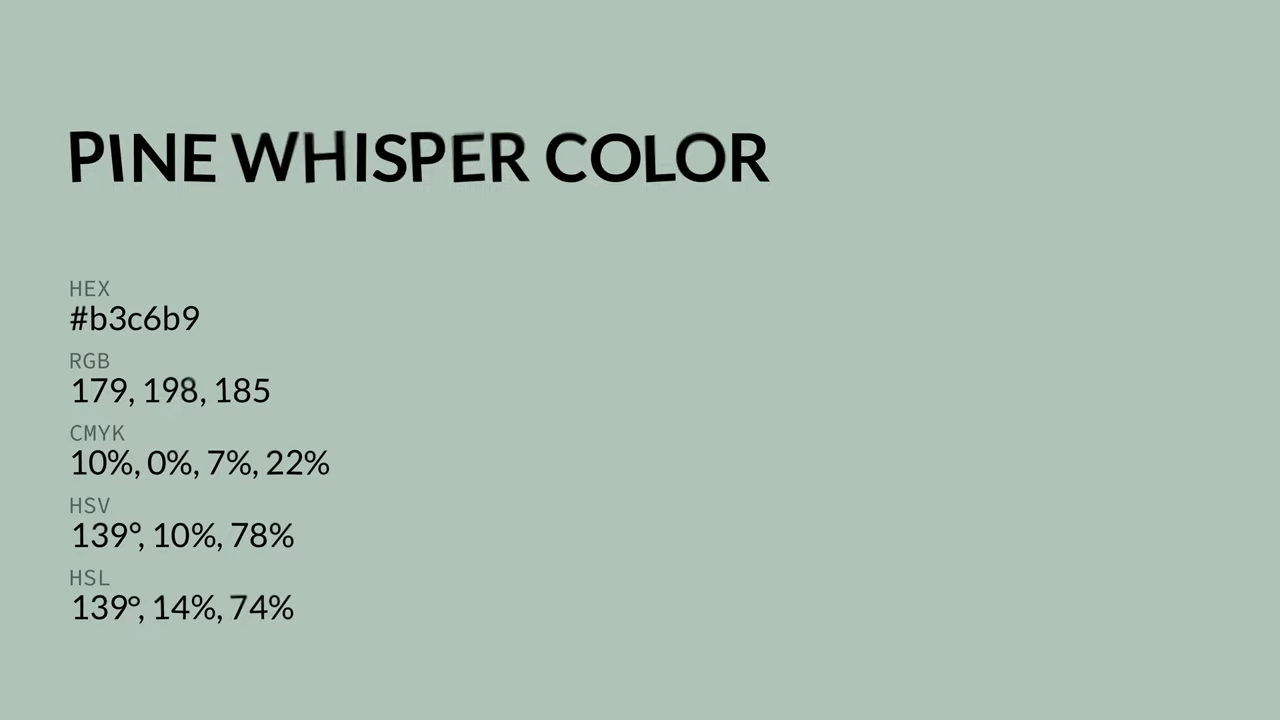 PINE WHISPER COLOR
HEX
#b3c6b9
RGB
179, 198, 185
CMYK
10%, 0%, 7%, 22%
HSV
139°, 10%, 78%
HSL
139°, 14%, 74%